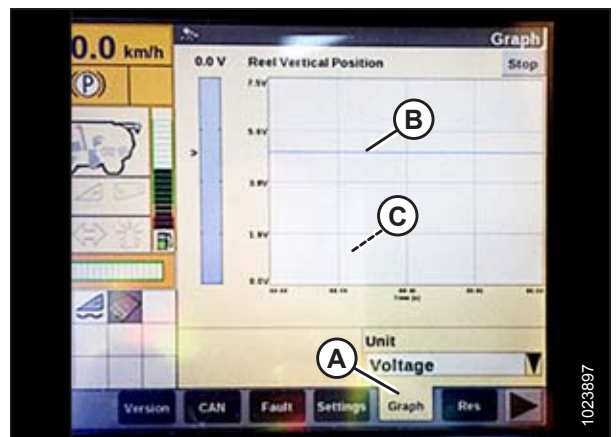 0.0 km/h
Graph
(P)
0.0 V Reel Vertical Position Stop
7.5V
B
5.6V
>
3.8V
C
1.9V
0.0V
Time [s]
Unit
A
Voltage
Version CAN Fault Settings Graph Res
1023897